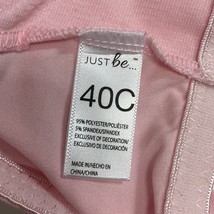 JUST be...™
40C
95% POLYESTER/POLIÉSTER
5% SPANDEX/SPANDEX
EXCLUSIVE OF DECORATION/
EXCLUSIVO DE DECORACIÓN
MADE IN/HECHO EN
CHINA/CHINA